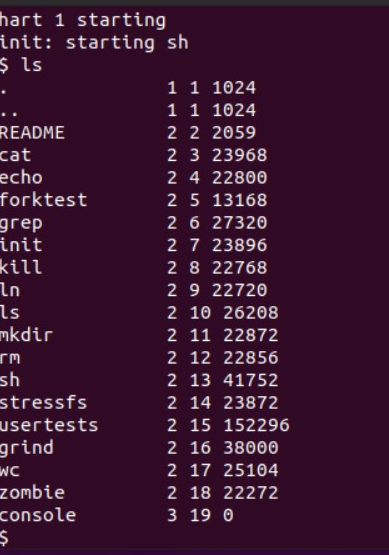 hart 1 starting
init: starting sh
$ ls
. 1 1 1024
.. 1 1 1024
README 2 2 2059
cat 2 3 23968
echo 2 4 22800
forktest 2 5 13168
grep 2 6 27320
init 2 7 23896
kill 2 8 22768
ln 2 9 22720
ls 2 10 26208
mkdir 2 11 22872
rm 2 12 22856
sh 2 13 41752
stressfs 2 14 23872
usertests 2 15 152296
grind 2 16 38000
wc 2 17 25104
zombie 2 18 22272
console 3 19 0
$